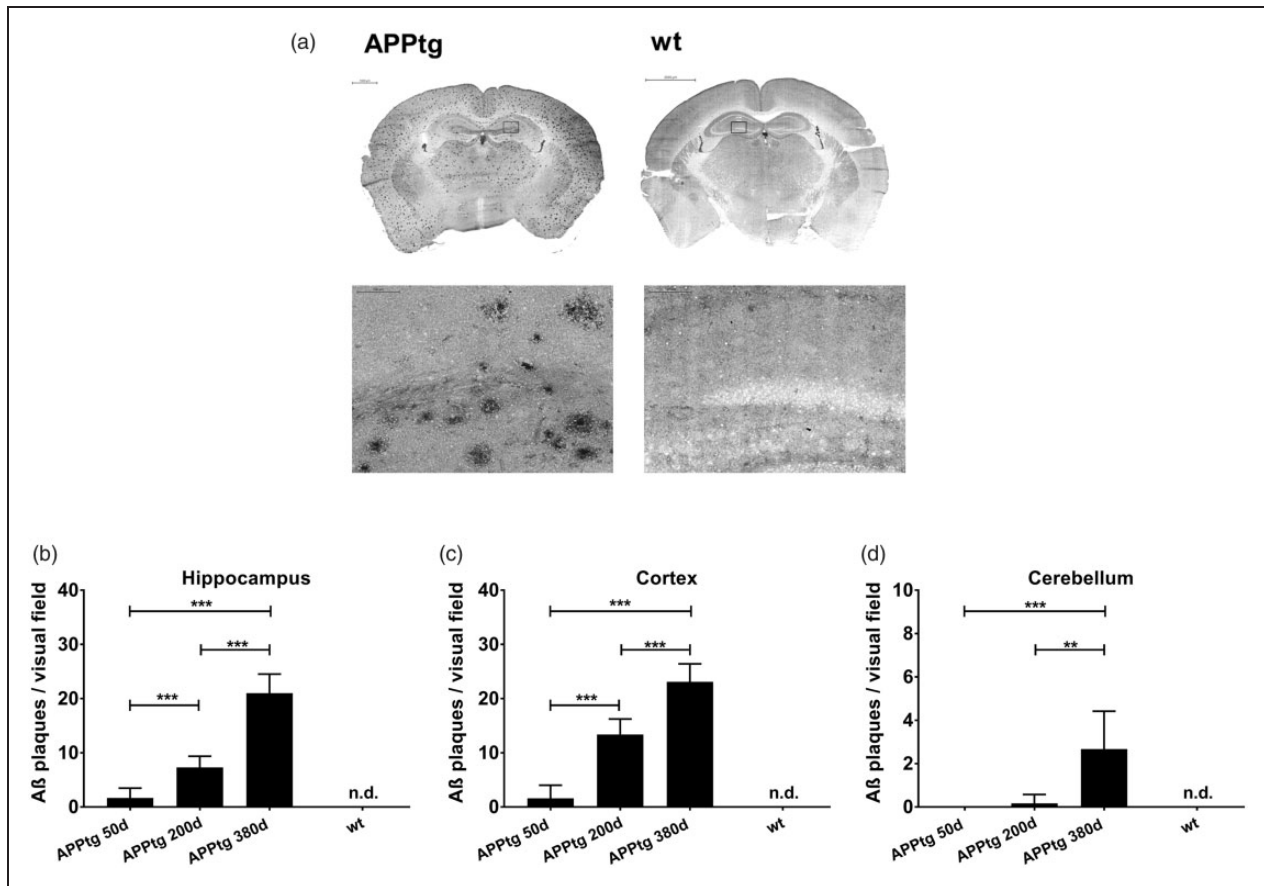 (a) APPtg wt
(b) Hippocampus
Aß plaques / visual field
40
30
20
10
0
***
***
***
n.d.
APPtg 50d
APPtg 200d
APPtg 380d
wt
(c) Cortex
Aß plaques / visual field
40
30
20
10
0
***
***
***
n.d.
APPtg 50d
APPtg 200d
APPtg 380d
wt
(d) Cerebellum
Aß plaques / visual field
10
8
6
4
2
0
***
**
n.d.
APPtg 50d
APPtg 200d
APPtg 380d
wt